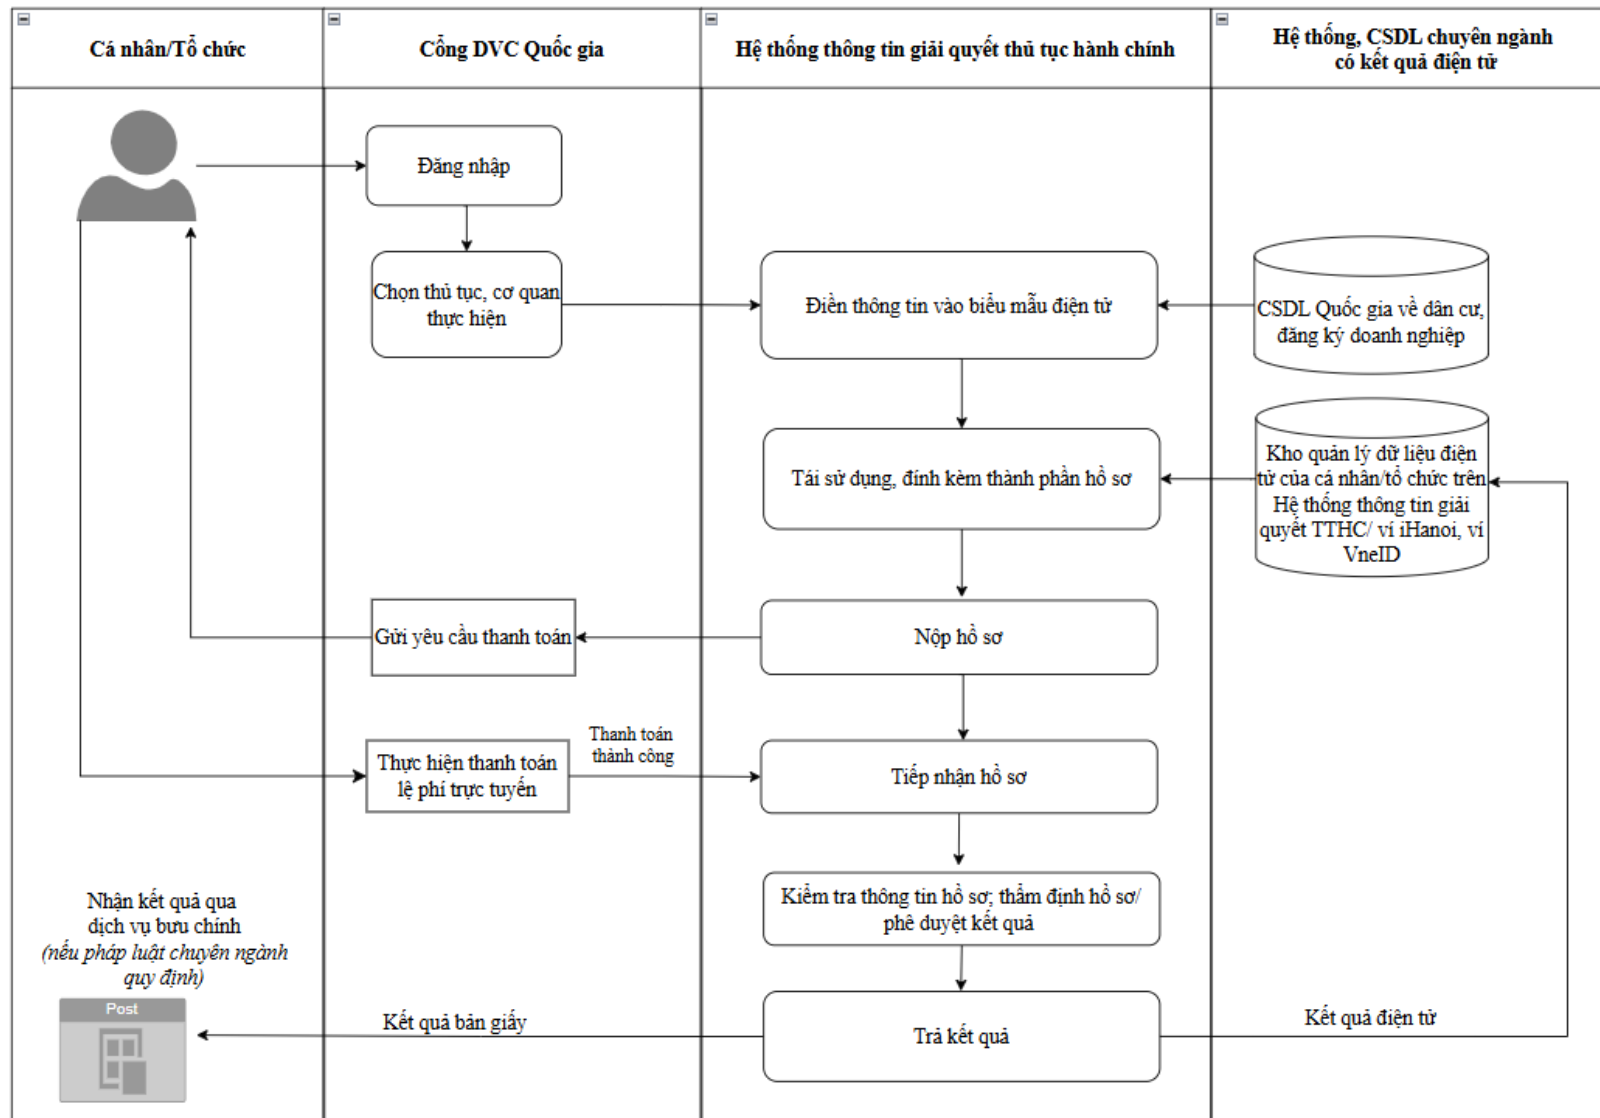 Cá nhân/Tổ chức
Cổng DVC Quốc gia
Hệ thống thông tin giải quyết thủ tục hành chính
Hệ thống, CSDL chuyên ngành
có kết quả điện tử
Đăng nhập
Chọn thủ tục, cơ quan
thực hiện
Điền thông tin vào biểu mẫu điện tử
CSDL Quốc gia về dân cư,
đăng ký doanh nghiệp
Tái sử dụng, đính kèm thành phần hồ sơ
Kho quản lý dữ liệu điện
tử của cá nhân/tổ chức trên
Hệ thống thông tin giải
quyết TTHC/ ví iHanoi, ví
VneID
Gửi yêu cầu thanh toán
Nộp hồ sơ
Thực hiện thanh toán
lệ phí trực tuyến
Thanh toán
thành công
Tiếp nhận hồ sơ
Kiểm tra thông tin hồ sơ; thẩm định hồ sơ/
phê duyệt kết quả
Nhận kết quả qua
dịch vụ bưu chính
(nếu pháp luật chuyên ngành
quy định)
Post
Kết quả bản giấy
Trả kết quả
Kết quả điện tử